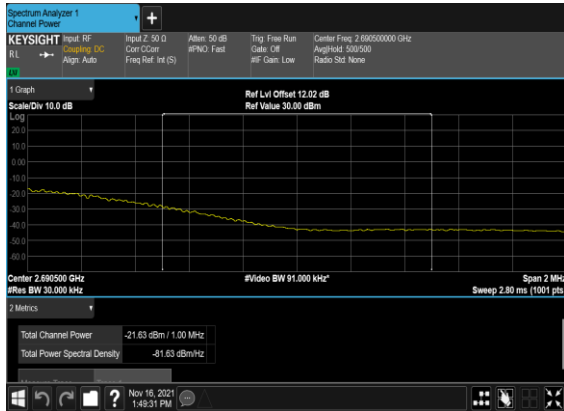 Spectrum Analyzer 1
Channel Power
+
KEYSIGHT Input: RF Input Z: 50 Ω Atten: 50 dB Trig: Free Run Center Freq: 2.690500000 GHz
RL Coupling: DC Corr CCorr #PNO: Fast Gate: Off Avg|Hold: 500/500
Align: Auto Freq Ref: Int (S) #IF Gain: Low Radio Std: None
1 Graph
Ref Lvl Offset 12.02 dB
Scale/Div 10.0 dB Ref Value 30.00 dBm
Log
20.0
10.0
0.00
-10.0
-20.0
-30.0
-40.0
-50.0
-60.0
Center 2.690500 GHz #Video BW 91.000 kHz* Span 2 MHz
#Res BW 30.000 kHz Sweep 2.80 ms (1001 pts
2 Metrics
Total Channel Power -21.63 dBm / 1.00 MHz
Total Power Spectral Density -81.63 dBm/Hz
? Nov 16, 2021
1:49:31 PM